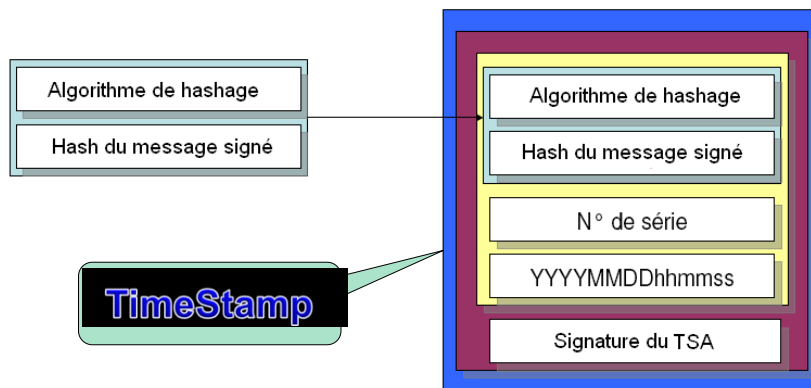 Algorithme de hashage
Hash du message signé
Algorithme de hashage
Hash du message signé
N° de série
YYYYMMDDhhmmss
Signature du TSA
TimeStamp